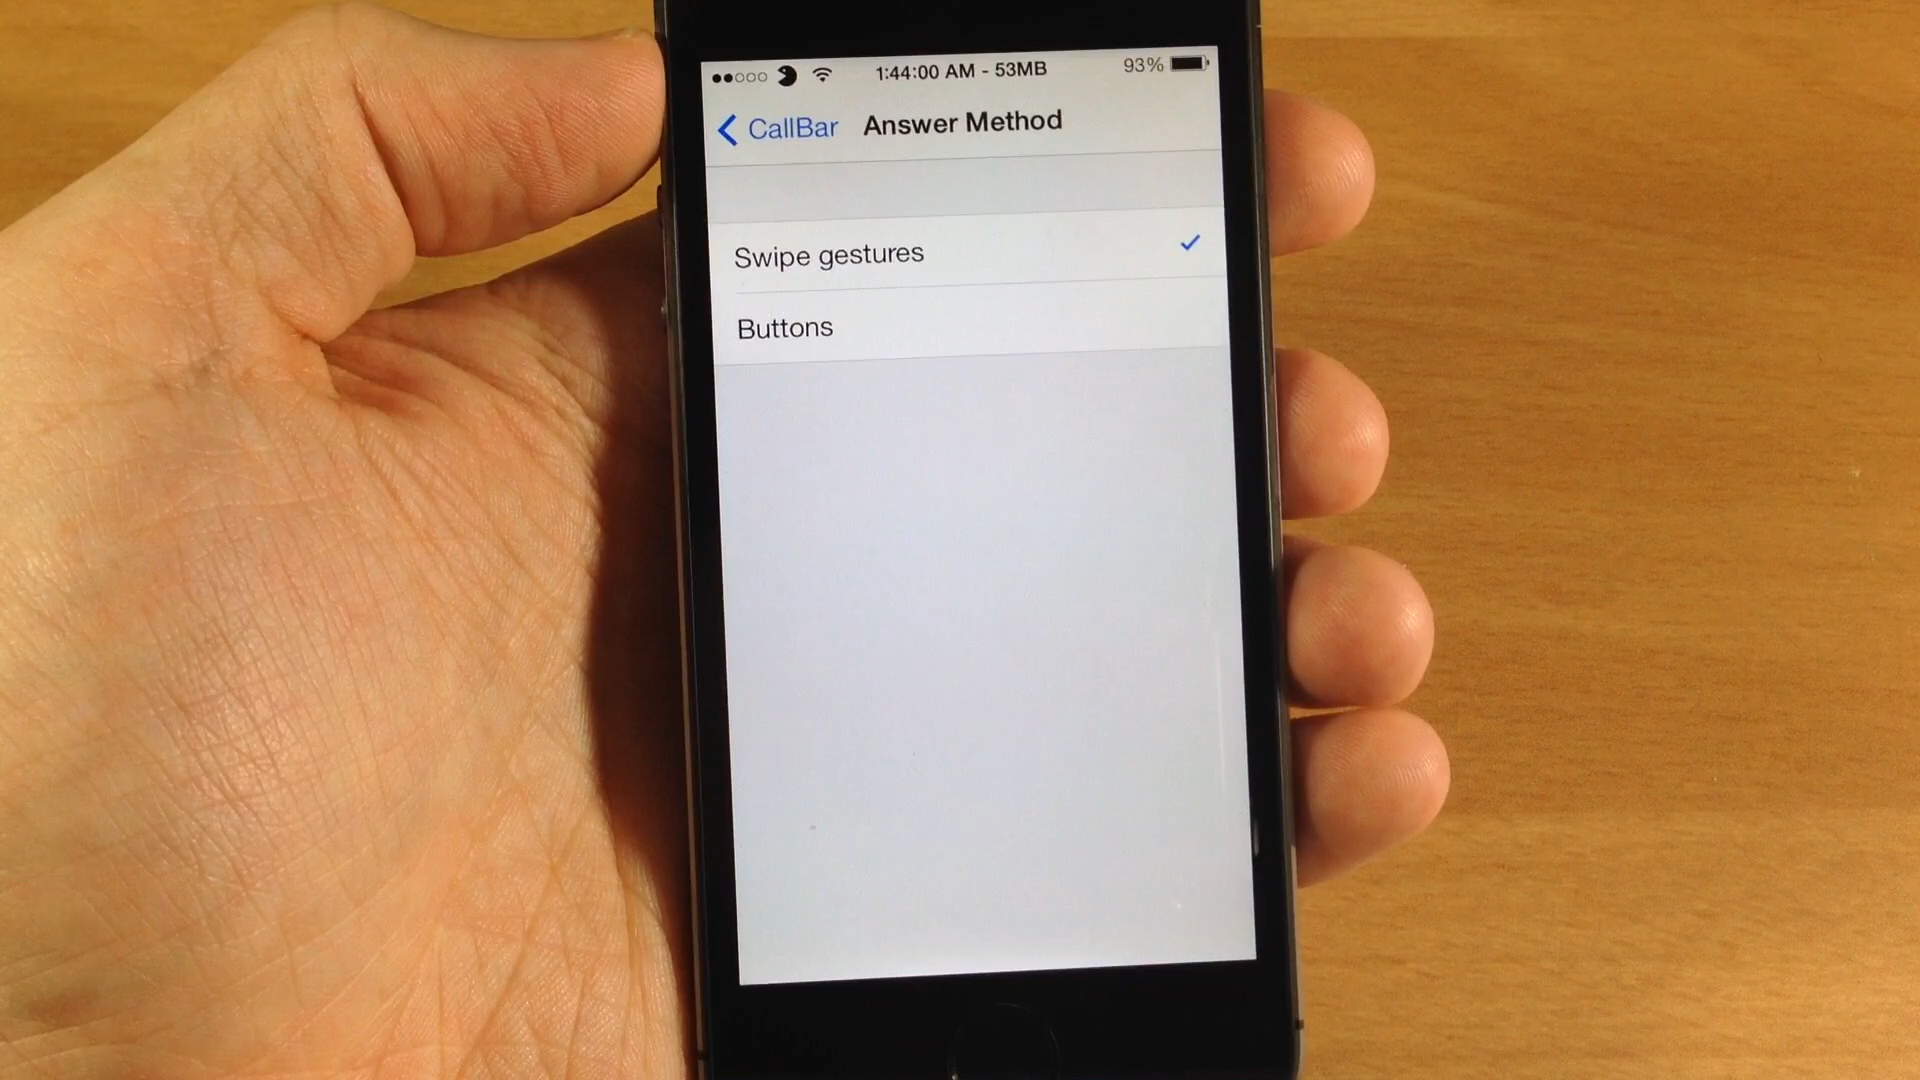 1:44:00 AM - 53MB 93%
CallBar Answer Method
Swipe gestures
Buttons